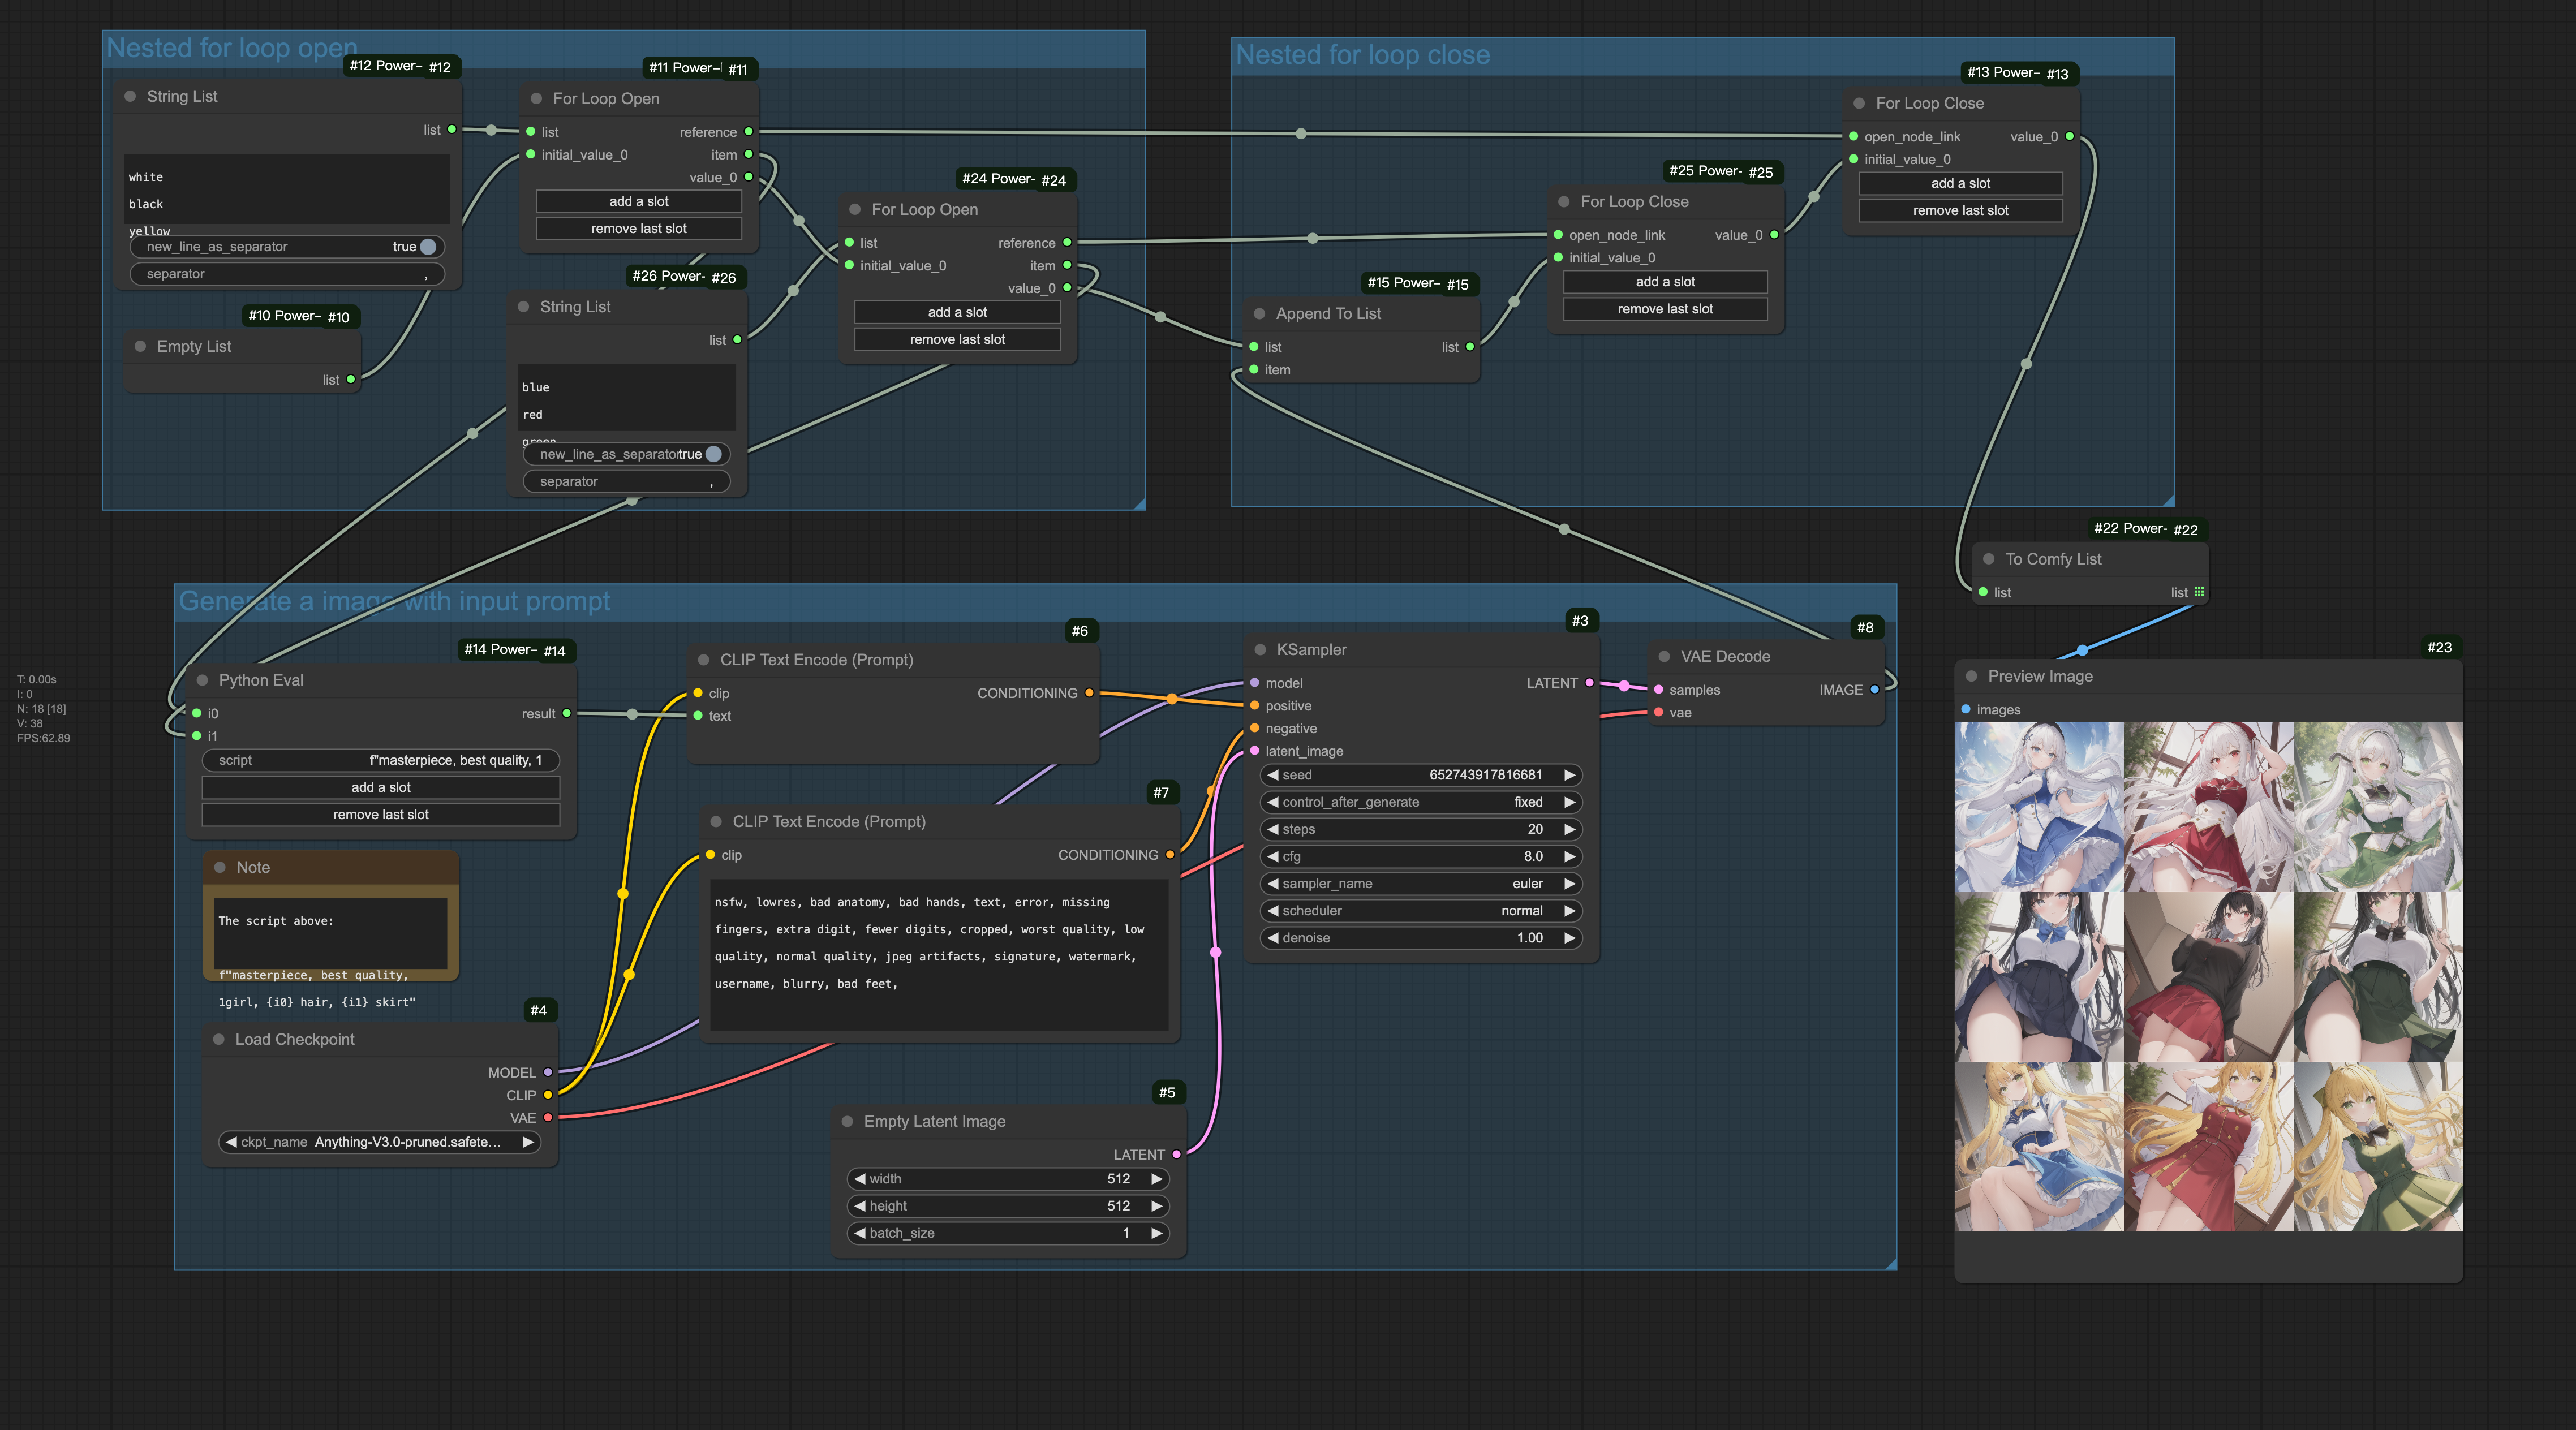 Nested for loop open
#12 Power- #12
String List
list
white
black
yellow
new_line_as_separator true
separator ,
#10 Power- #10
Empty List
list
#11 Power- #11
For Loop Open
list reference
initial_value_0 item
value_0
add a slot
remove last slot
#26 Power- #26
String List
list
blue
red
green
new_line_as_separator true
separator ,
#24 Power- #24
For Loop Open
list reference
initial_value_0 item
value_0
add a slot
remove last slot
Nested for loop close
#15 Power- #15
Append To List
list list
item
#25 Power- #25
For Loop Close
open_node_link value_0
initial_value_0
add a slot
remove last slot
#13 Power- #13
For Loop Close
open_node_link value_0
initial_value_0
add a slot
remove last slot
#22 Power- #22
To Comfy List
list list
T: 0.00s
I: 0
N: 18 [18]
V: 38
FPS:62.89
Generate a image with input prompt
#14 Power- #14
Python Eval
i0 result
i1
script f"masterpiece, best quality, 1
add a slot
remove last slot
Note
The script above:
f"masterpiece, best quality,
1girl, {i0} hair, {i1} skirt"
#4
Load Checkpoint
MODEL
CLIP
VAE
ckpt_name Anything-V3.0-pruned.safete…
#6
CLIP Text Encode (Prompt)
clip CONDITIONING
text
#7
CLIP Text Encode (Prompt)
clip CONDITIONING
nsfw, lowres, bad anatomy, bad hands, text, error, missing
fingers, extra digit, fewer digits, cropped, worst quality, low
quality, normal quality, jpeg artifacts, signature, watermark,
username, blurry, bad feet,
#5
Empty Latent Image
LATENT
width 512
height 512
batch_size 1
#3
KSampler
model LATENT
positive
negative
latent_image
seed 652743917816681
control_after_generate fixed
steps 20
cfg 8.0
sampler_name euler
scheduler normal
denoise 1.00
#8
VAE Decode
samples IMAGE
vae
#23
Preview Image
images